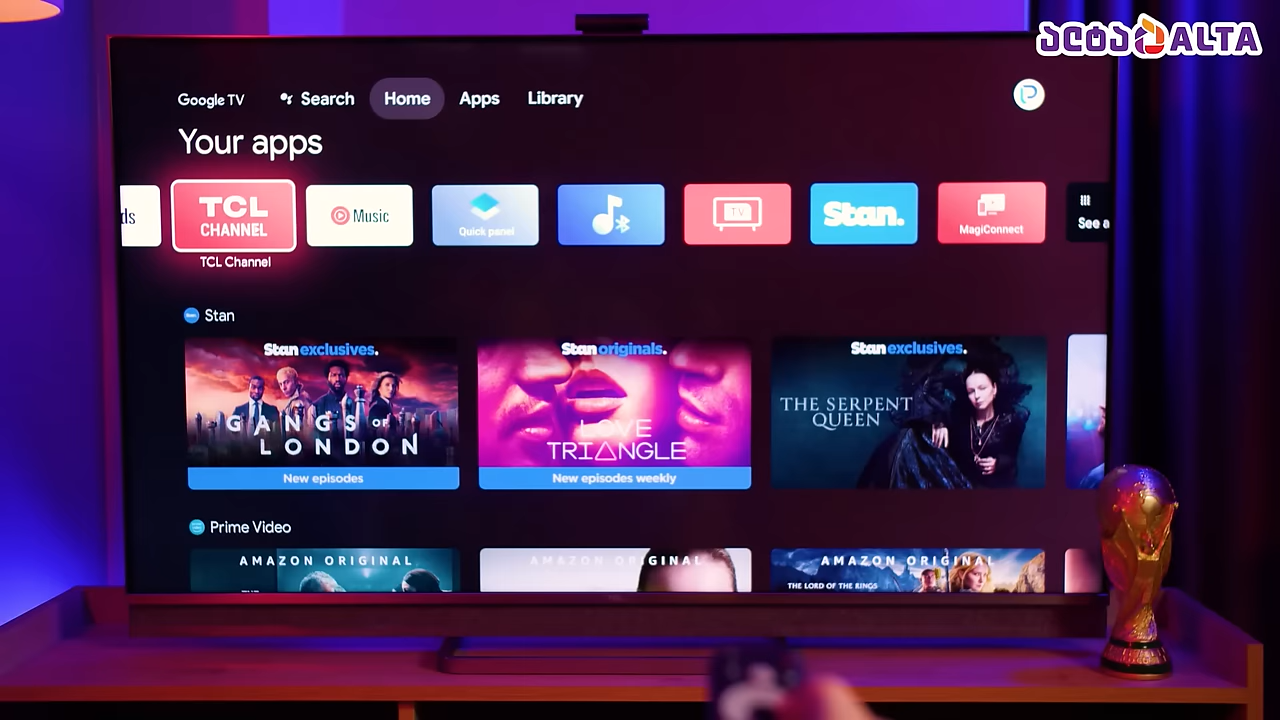 ALTA
Google TV
Search
Home
Apps
Library
Your apps
ds
TCL
CHANNEL
Music
Quick panel
TV
Stan.
MagiConnect
See a
TCL Channel
Stan
Stan exclusives.
GANGS OF
LONDON
New episodes
Stan originals.
LOVE
TRIANGLE
New episodes weekly
Stan exclusives.
THE SERPENT
QUEEN
Prime Video
AMAZON ORIGINAL
AMAZON ORIGINAL
AMAZON ORIGINAL
THE LORD OF THE RINGS